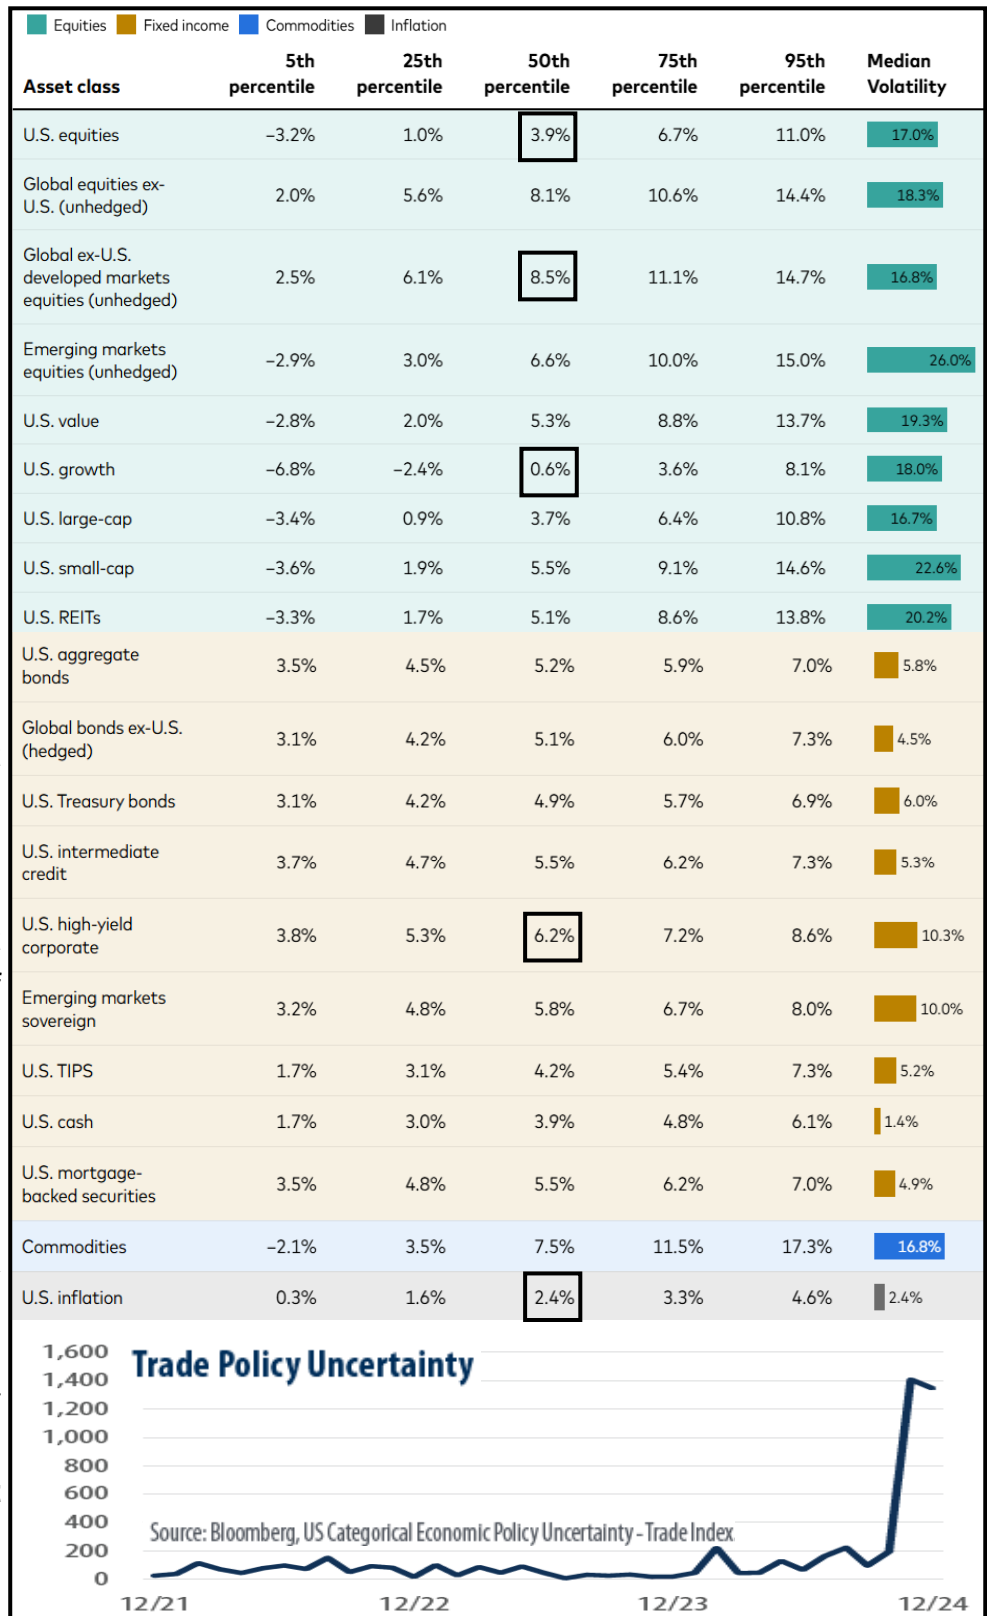 Equities Fixed income Commodities Inflation
5th 25th 50th 75th 95th Median
Asset class percentile percentile percentile percentile percentile Volatility
U.S. equities –3.2% 1.0% 3.9% 6.7% 11.0% 17.0%
Global equities ex-
U.S. (unhedged) 2.0% 5.6% 8.1% 10.6% 14.4% 18.3%
Global ex-U.S.
developed markets 2.5% 6.1% 8.5% 11.1% 14.7% 16.8%
equities (unhedged)
Emerging markets
equities (unhedged) –2.9% 3.0% 6.6% 10.0% 15.0% 26.0%
U.S. value –2.8% 2.0% 5.3% 8.8% 13.7% 19.3%
U.S. growth –6.8% –2.4% 0.6% 3.6% 8.1% 18.0%
U.S. large-cap –3.4% 0.9% 3.7% 6.4% 10.8% 16.7%
U.S. small-cap –3.6% 1.9% 5.5% 9.1% 14.6% 22.6%
U.S. REITs –3.3% 1.7% 5.1% 8.6% 13.8% 20.2%
U.S. aggregate
bonds 3.5% 4.5% 5.2% 5.9% 7.0% 5.8%
Global bonds ex-U.S.
(hedged) 3.1% 4.2% 5.1% 6.0% 7.3% 4.5%
U.S. Treasury bonds 3.1% 4.2% 4.9% 5.7% 6.9% 6.0%
U.S. intermediate
credit 3.7% 4.7% 5.5% 6.2% 7.3% 5.3%
U.S. high-yield
corporate 3.8% 5.3% 6.2% 7.2% 8.6% 10.3%
Emerging markets
sovereign 3.2% 4.8% 5.8% 6.7% 8.0% 10.0%
U.S. TIPS 1.7% 3.1% 4.2% 5.4% 7.3% 5.2%
U.S. cash 1.7% 3.0% 3.9% 4.8% 6.1% 1.4%
U.S. mortgage-
backed securities 3.5% 4.8% 5.5% 6.2% 7.0% 4.9%
Commodities –2.1% 3.5% 7.5% 11.5% 17.3% 16.8%
U.S. inflation 0.3% 1.6% 2.4% 3.3% 4.6% 2.4%
Trade Policy Uncertainty
1,600
1,400
1,200
1,000
800
600
400
200
0
Source: Bloomberg, US Categorical Economic Policy Uncertainty - Trade Index
12/21 12/22 12/23 12/24